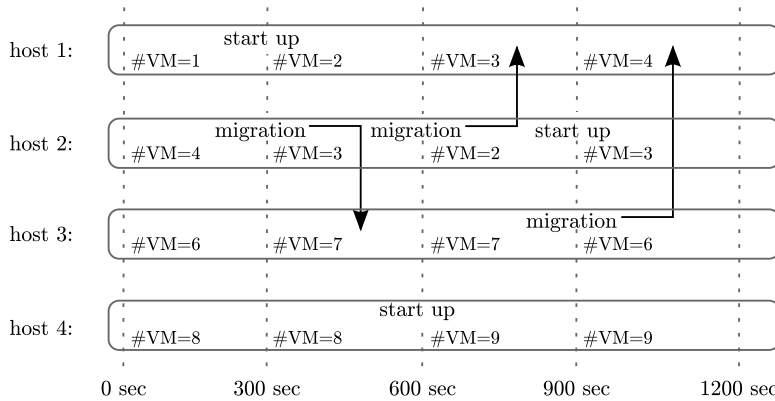 start up
host 1:
#VM=1 #VM=2 #VM=3 #VM=4
migration migration start up
host 2:
#VM=4 #VM=3 #VM=2 #VM=3
migration
host 3:
#VM=6 #VM=7 #VM=7 #VM=6
start up
host 4:
#VM=8 #VM=8 #VM=9 #VM=9
0 sec 300 sec 600 sec 900 sec 1200 sec